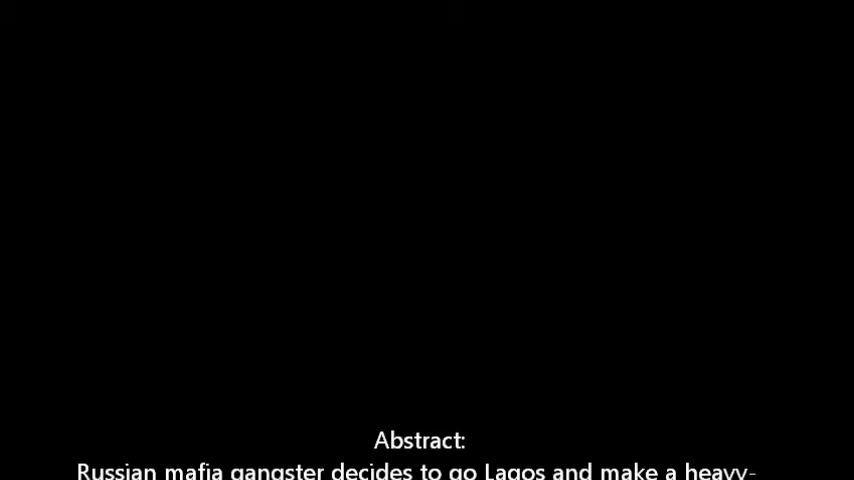 Abstract:
Russian mafia gangster decides to go Lagos and make a heavy-